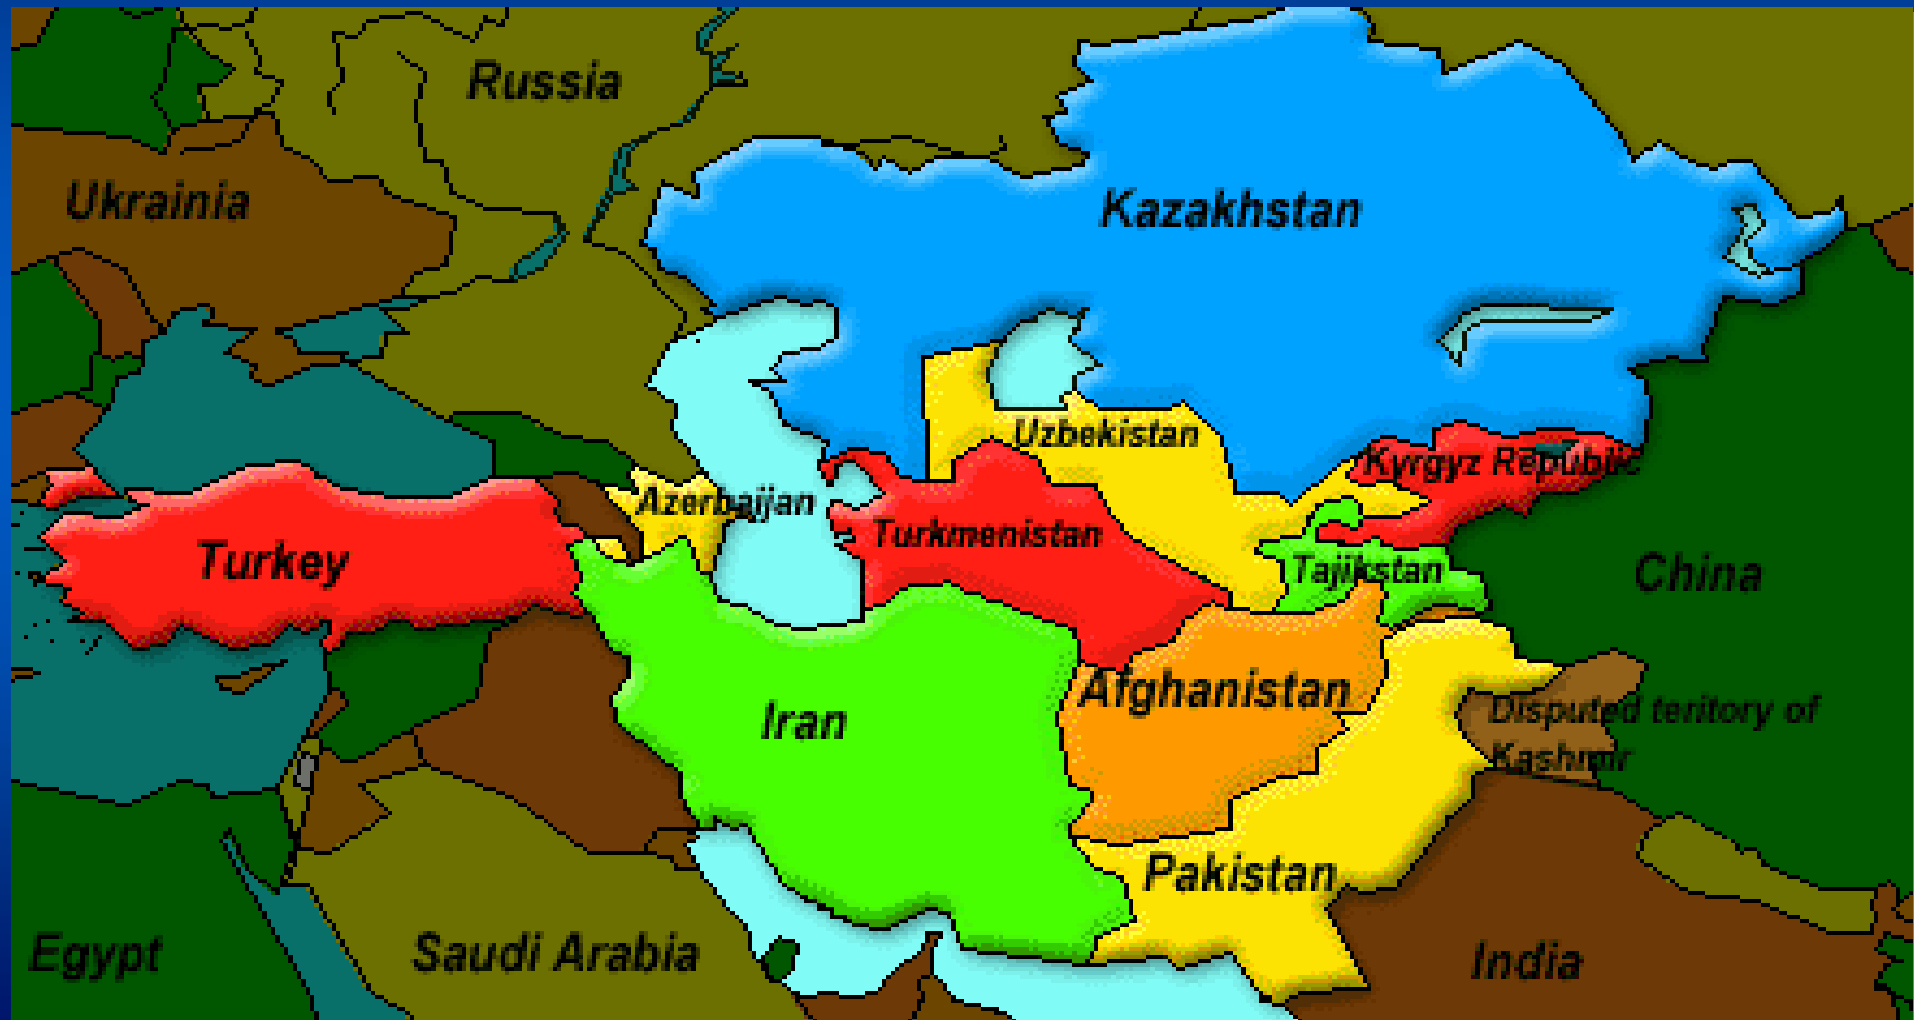 Russia
Ukrainia
Kazakhstan
Uzbekistan
Kyrgyz Republic
Azerbaijan
Turkmenistan
Turkey
Tajikstan
China
Afghanistan
Iran
Disputed teritory of
Kashmir
Pakistan
Egypt
Saudi Arabia
India